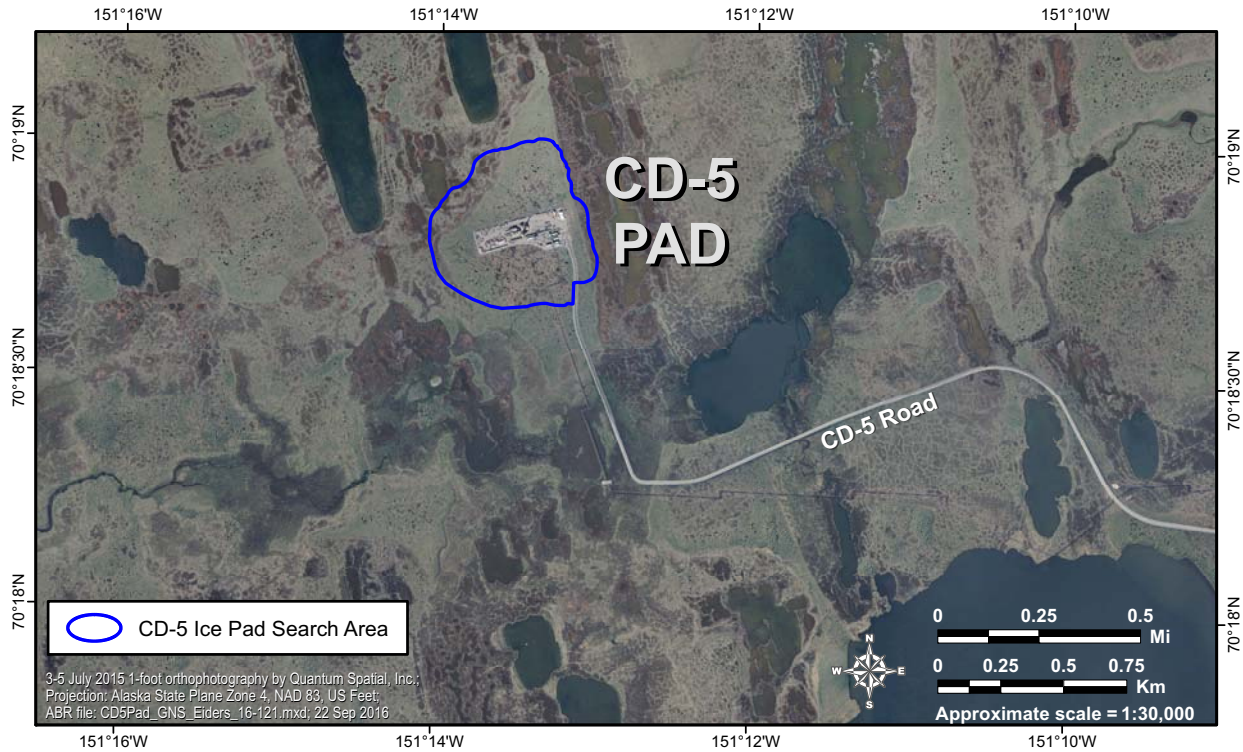 151°16'W 151°14'W 151°12'W 151°10'W
70°19'N
70°19'N
CD-5
PAD
70°18'30"N
70°18'30"N
CD-5 Road
70°18'N
70°18'N
CD-5 Ice Pad Search Area
3-5 July 2015 1-foot orthophotography by Quantum Spatial, Inc.;
Projection: Alaska State Plane Zone 4, NAD 83, US Feet;
ABR file: CD5Pad_GNS_Eiders_16-121.mxd; 22 Sep 2016
N
W E
S
0 0.25 0.5
Mi
0 0.25 0.5 0.75
Km
Approximate scale = 1:30,000
151°16'W 151°14'W 151°12'W 151°10'W